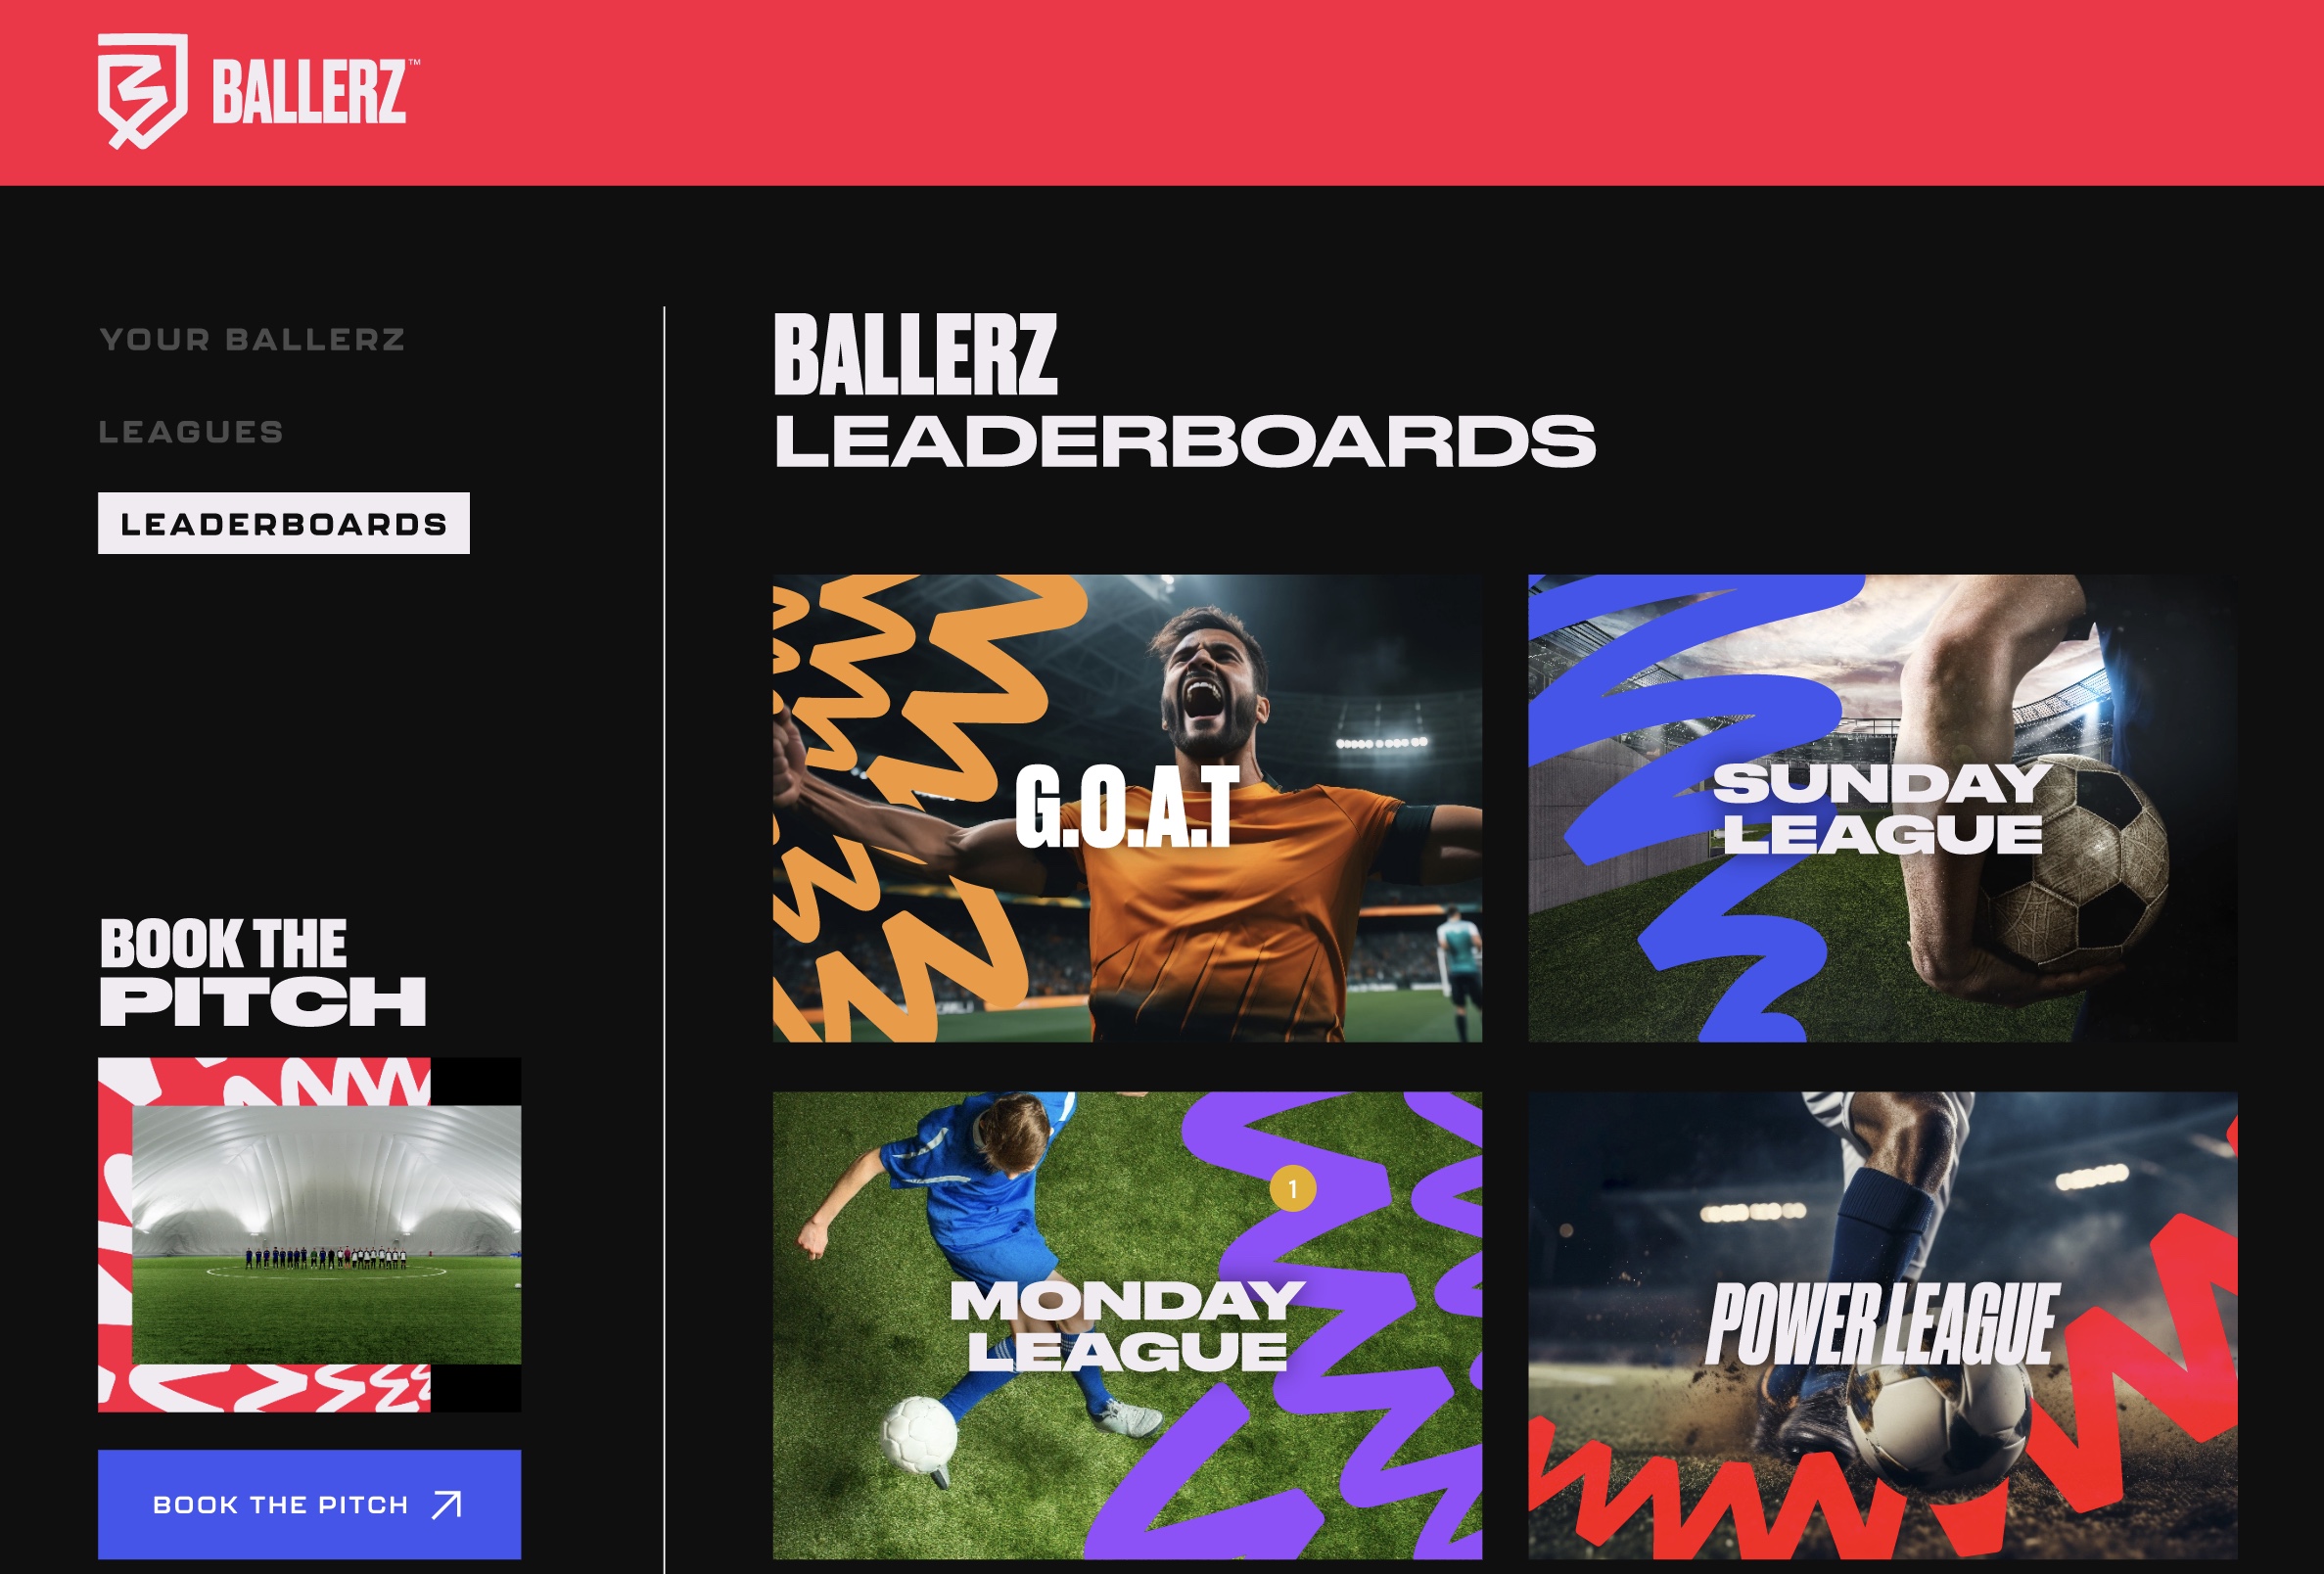 BALLERZ™
YOUR BALLERZ
LEAGUES
LEADERBOARDS
BOOK THE
PITCH
BOOK THE PITCH
BALLERZ
LEADERBOARDS
G.O.A.T
SUNDAY
LEAGUE
1
MONDAY
LEAGUE
POWER LEAGUE